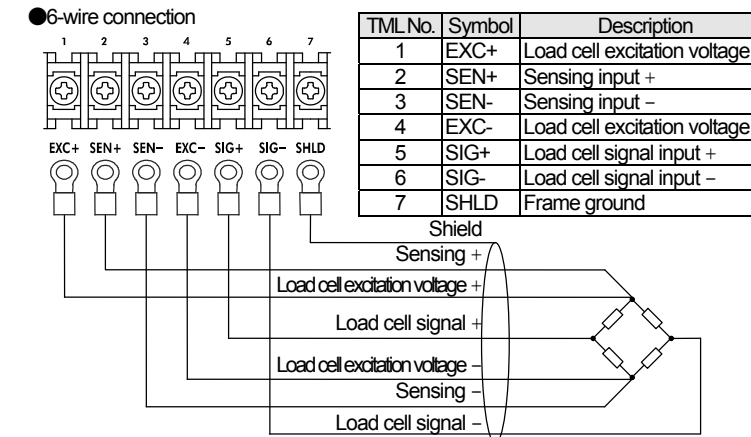 ●6-wire connection
1 2 3 4 5 6 7
EXC+ SEN+ SEN− EXC− SIG+ SIG− SHLD
TML No. Symbol Description
1 EXC+ Load cell excitation voltage
2 SEN+ Sensing input +
3 SEN- Sensing input −
4 EXC- Load cell excitation voltage
5 SIG+ Load cell signal input +
6 SIG- Load cell signal input −
7 SHLD Frame ground
Shield
Sensing +
Load cell excitation voltage +
Load cell signal +
Load cell excitation voltage −
Sensing −
Load cell signal −